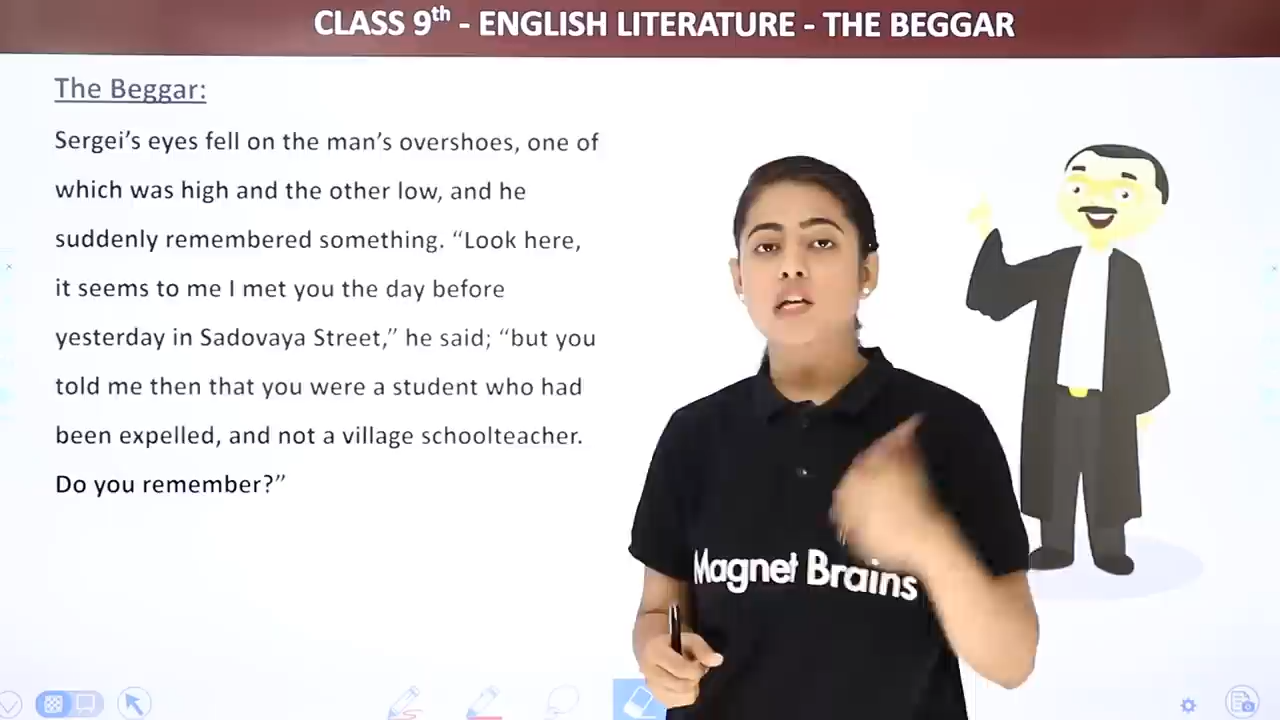 CLASS 9th - ENGLISH LITERATURE - THE BEGGAR
The Beggar:
Sergei’s eyes fell on the man’s overshoes, one of
which was high and the other low, and he
suddenly remembered something. “Look here,
it seems to me I met you the day before
yesterday in Sadovaya Street,” he said; “but you
told me then that you were a student who had
been expelled, and not a village schoolteacher.
Do you remember?”
Magnet Brains